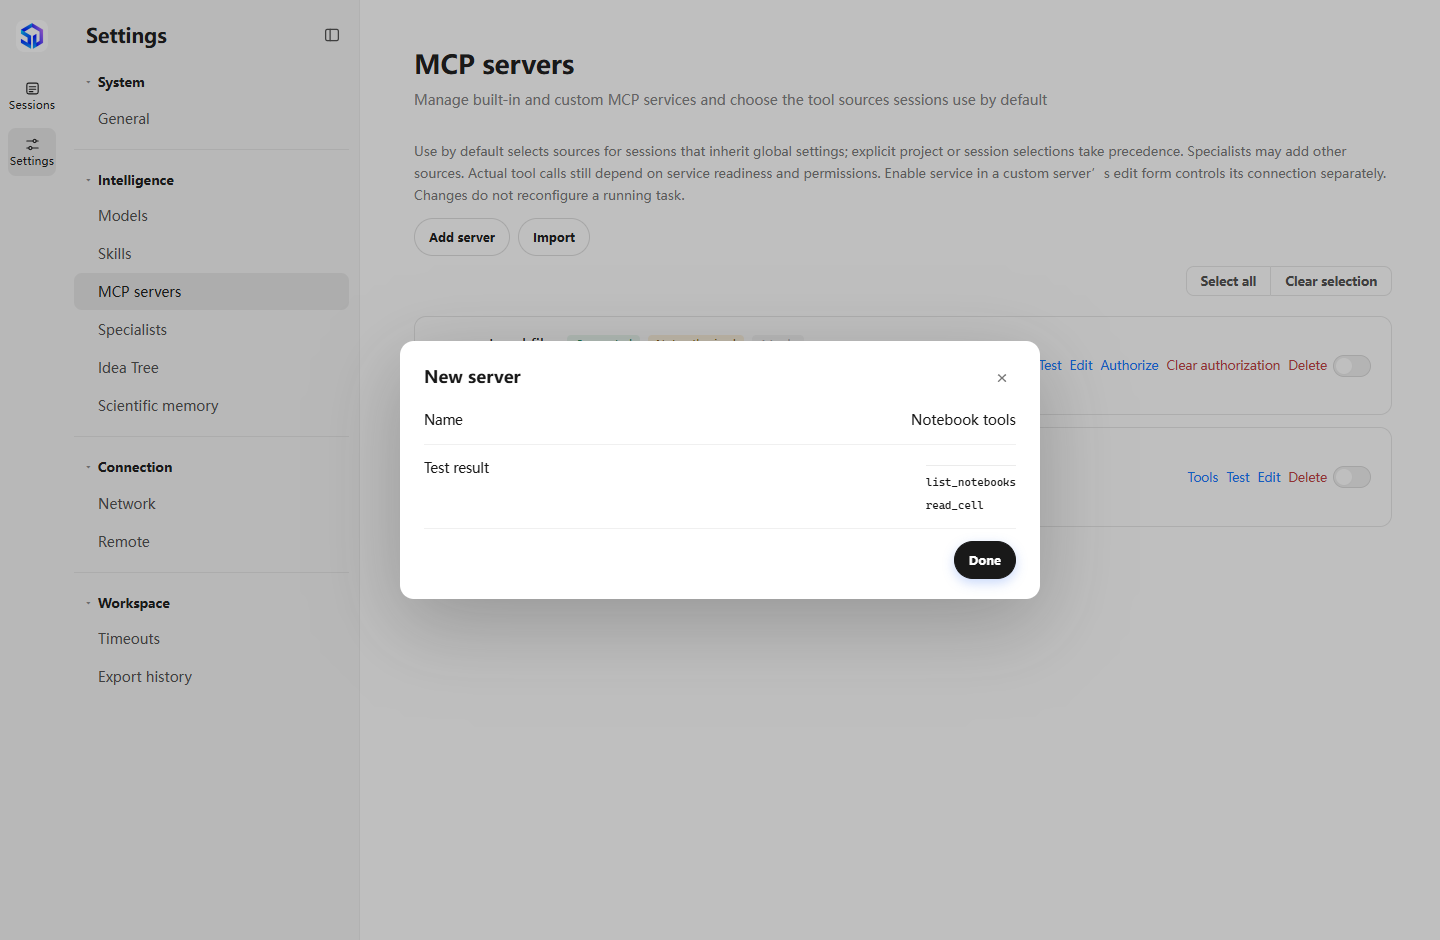 Settings
Sessions
Settings
System
General
Intelligence
Models
Skills
MCP servers
Specialists
Idea Tree
Scientific memory
Connection
Network
Remote
Workspace
Timeouts
Export history
MCP servers
Manage built-in and custom MCP services and choose the tool sources sessions use by default
Use by default selects sources for sessions that inherit global settings; explicit project or session selections take precedence. Specialists may add other
sources. Actual tool calls still depend on service readiness and permissions. Enable service in a custom server’s edit form controls its connection separately.
Changes do not reconfigure a running task.
Add server Import
Select all Clear selection
Test Edit Authorize Clear authorization Delete
Tools Test Edit Delete
New server
Name Notebook tools
Test result
list_notebooks
read_cell
Done